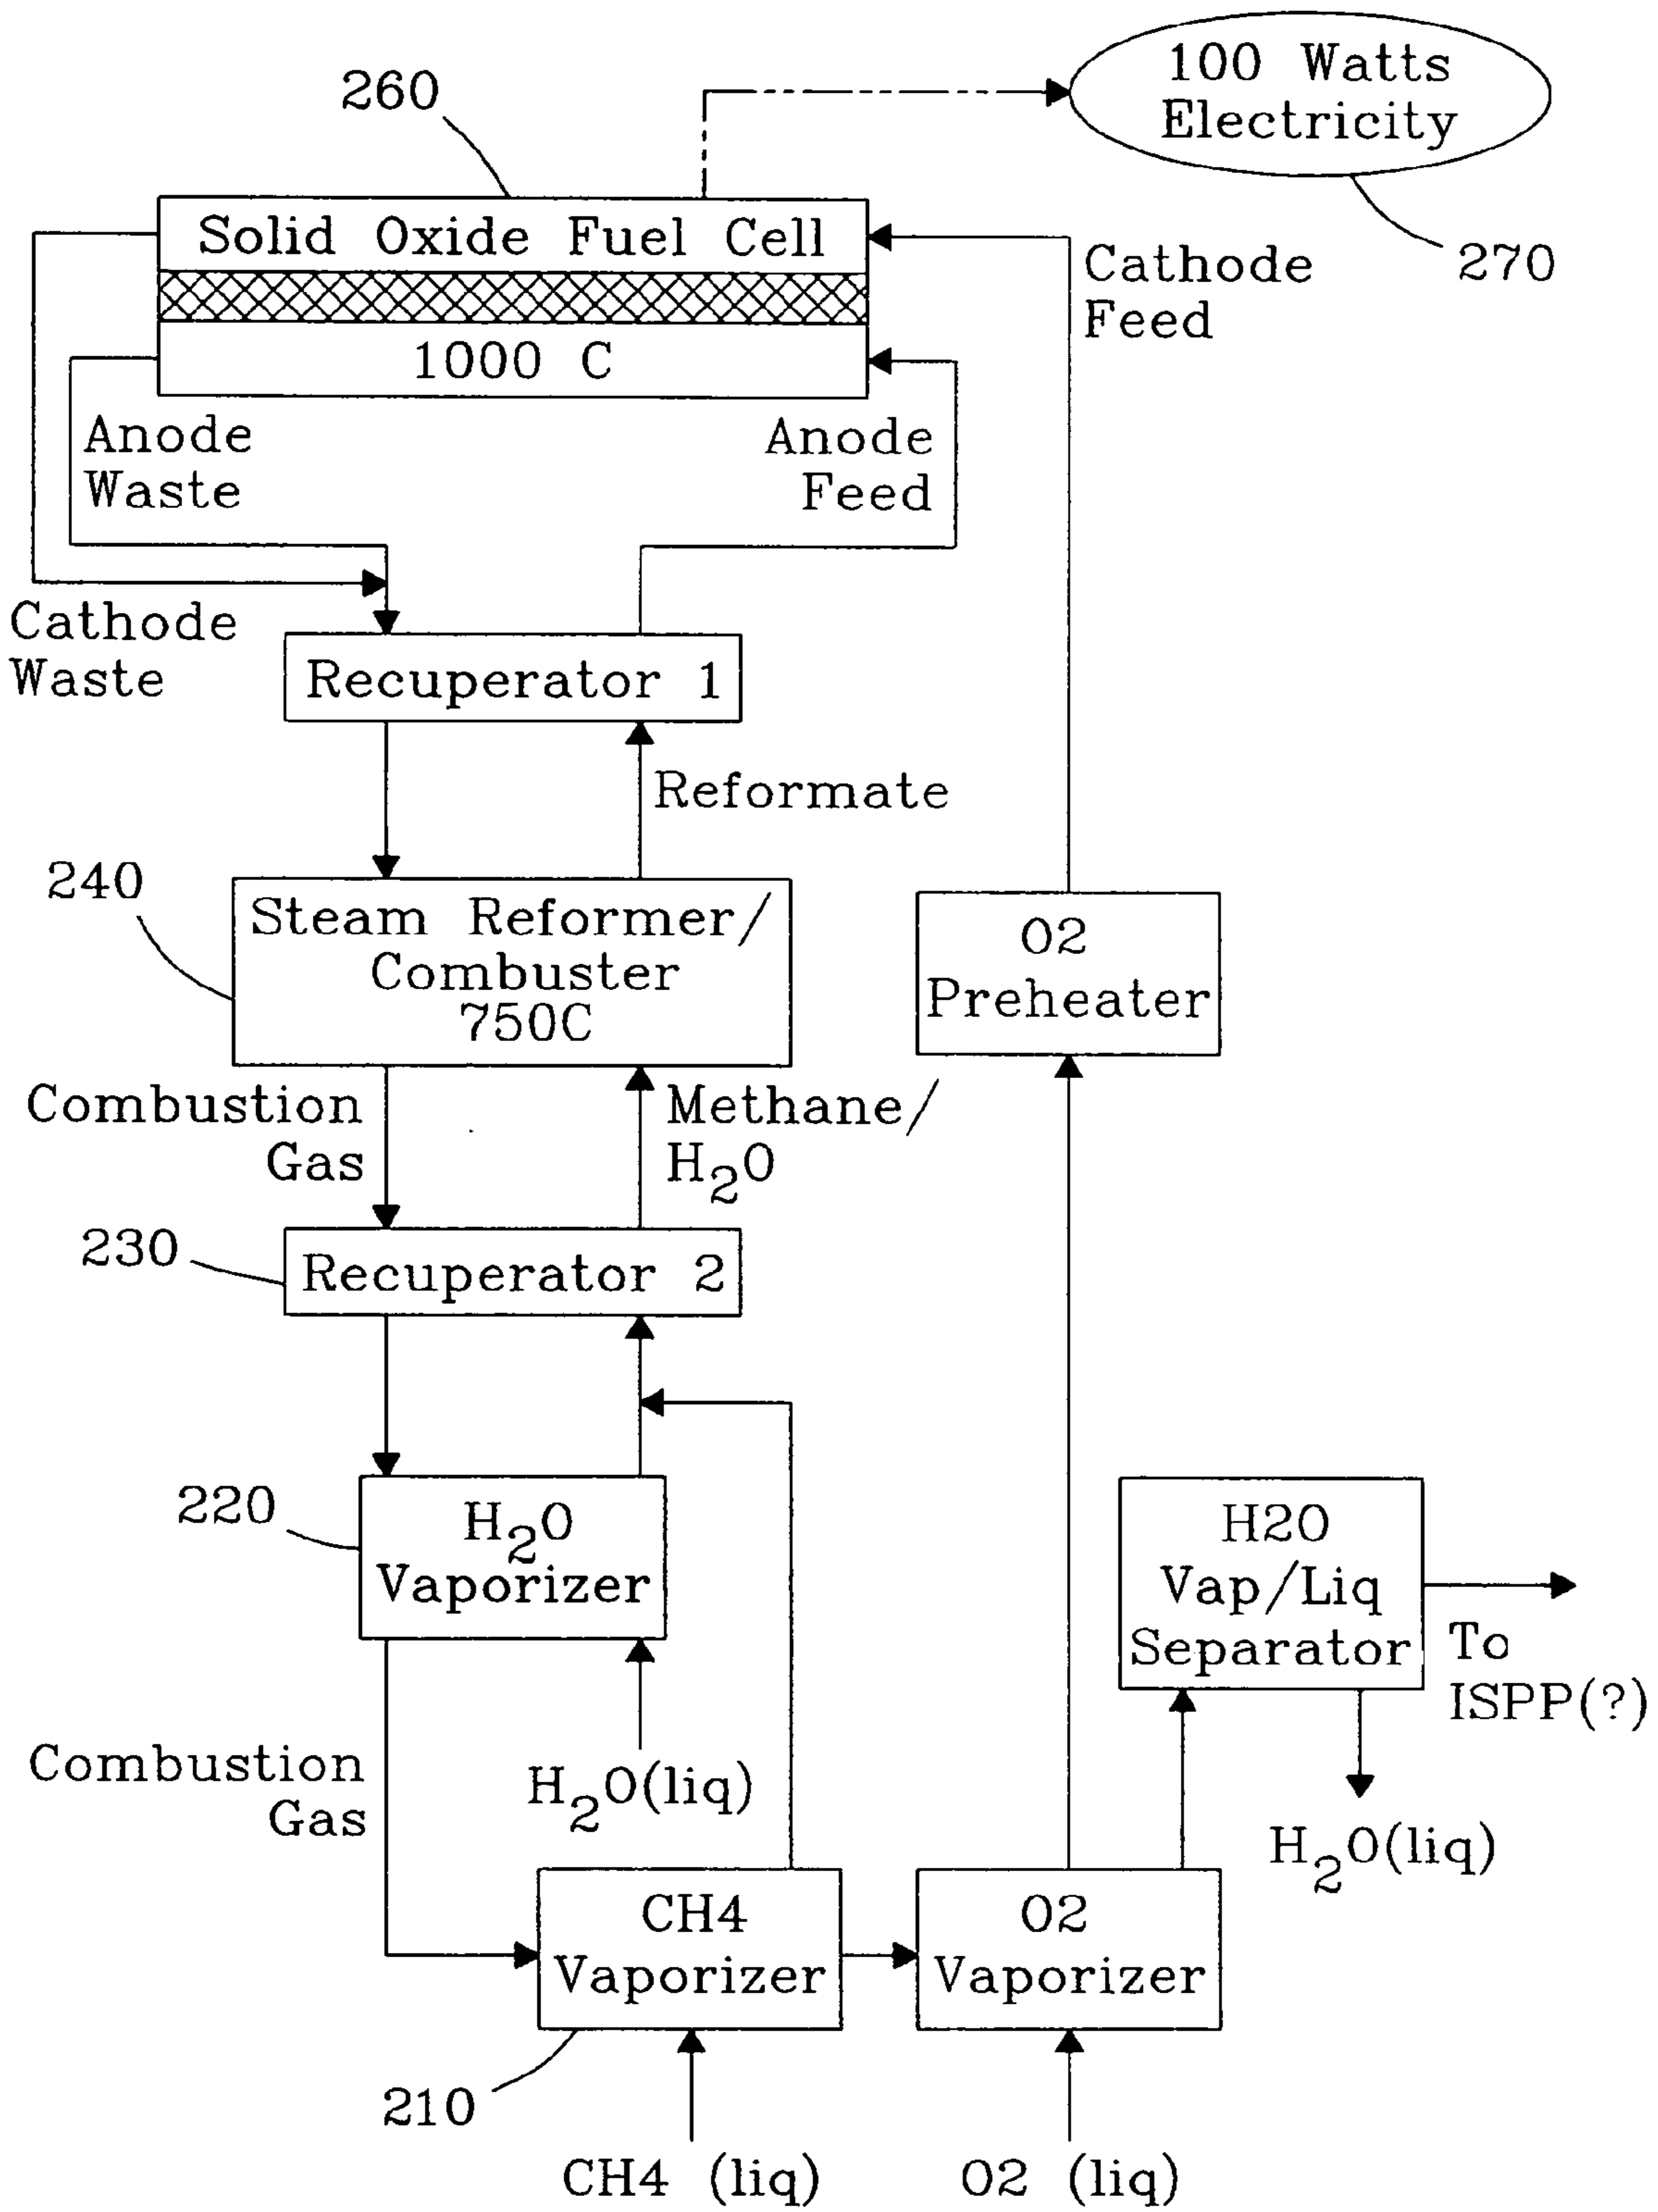 260
100 Watts
Electricity
270
Solid Oxide Fuel Cell
1000 C
Cathode
Feed
Anode
Waste
Anode
Feed
Cathode
Waste
Recuperator 1
Reformate
240
Steam Reformer/
Combuster
750C
O2
Preheater
Combustion
Gas
Methane/
H2O
230
Recuperator 2
220
H2O
Vaporizer
H2O
Vap/Liq
Separator
To
ISPP(?)
Combustion
Gas
H2O(liq)
H2O(liq)
CH4
Vaporizer
O2
Vaporizer
210
CH4 (liq)
O2 (liq)